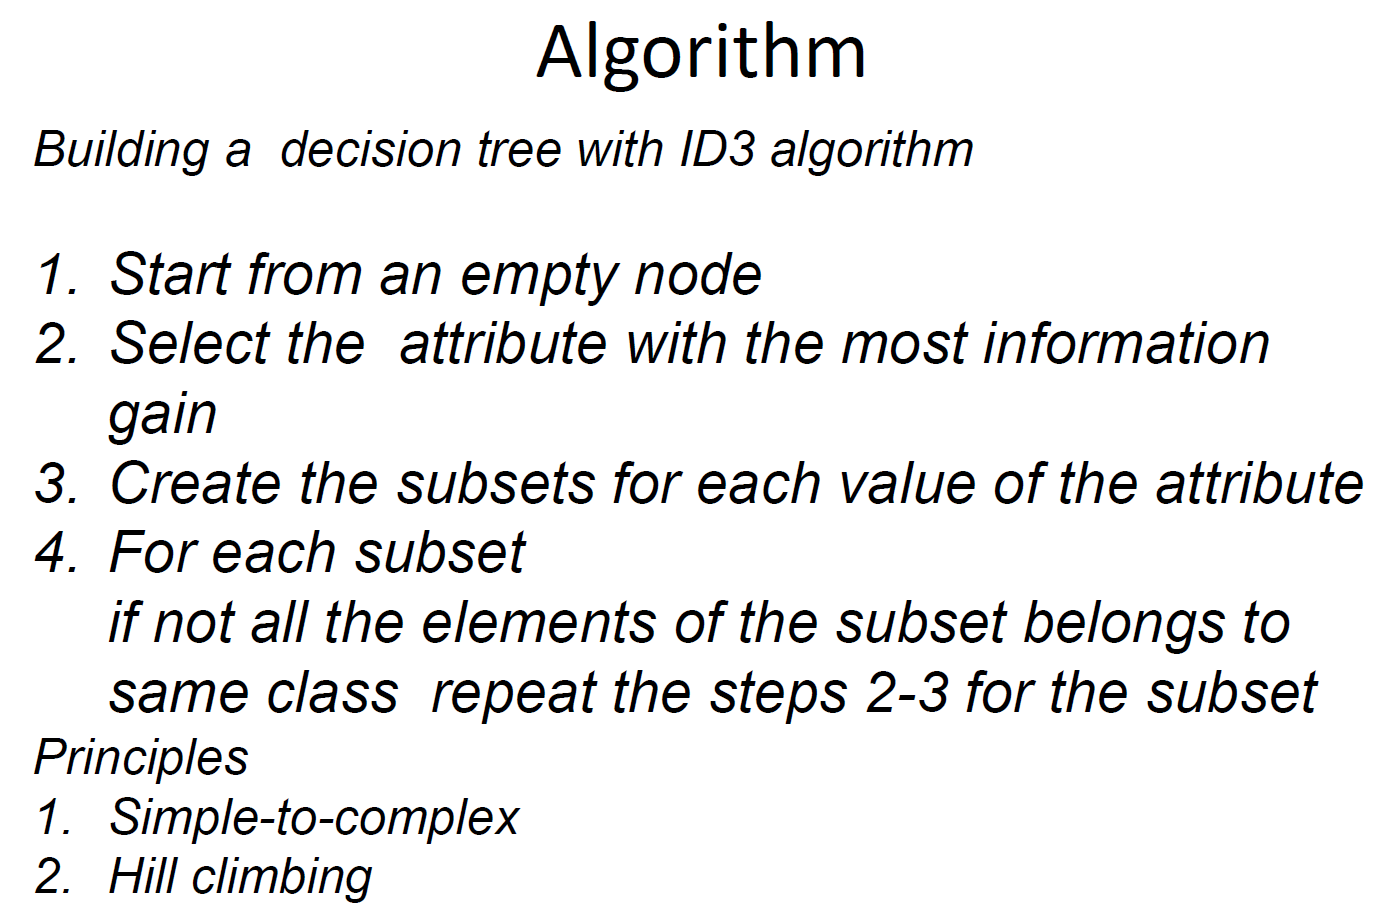 Algorithm
Building a  decision tree with ID3 algorithm
1. Start from an empty node
2. Select the  attribute with the most information
gain
3. Create the subsets for each value of the attribute
4. For each subset
if not all the elements of the subset belongs to
same class  repeat the steps 2-3 for the subset
Principles
1. Simple-to-complex
2. Hill climbing